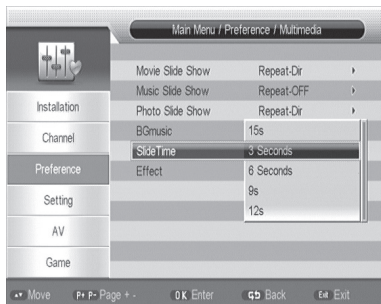 Main Menu / Preference / Multimedia
Movie Slide Show Repeat-Dir
Music Slide Show Repeat-OFF
Photo Slide Show Repeat-Dir
BGmusic 15s
SlideTime 3 Seconds
Effect 6 Seconds
9s
12s
Installation
Channel
Preference
Setting
AV
Game
Move P+ P- Page + - OK Enter Back Exit Exit